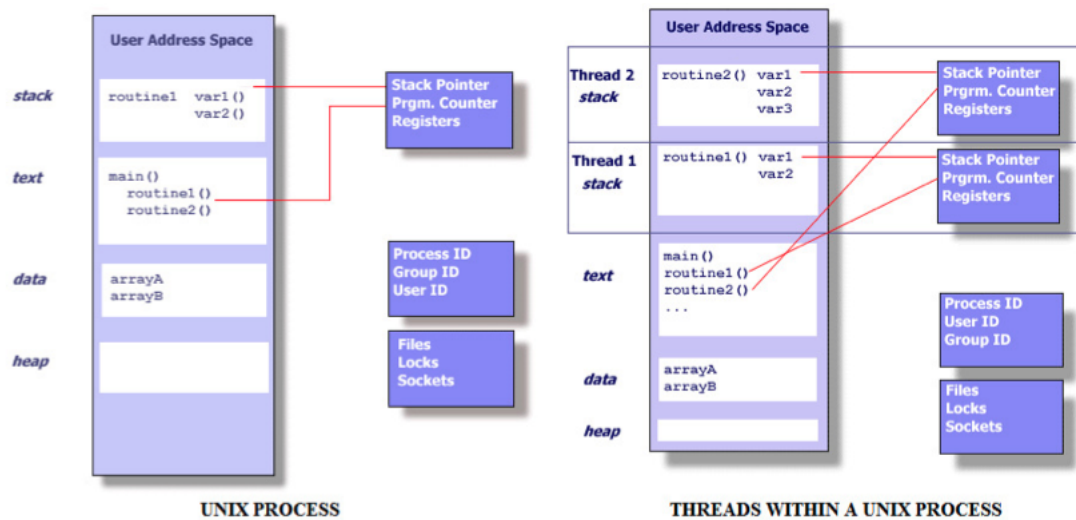 User Address Space
stack
routine1 var1()
var2()
Stack Pointer
Prgm. Counter
Registers
text
main()
routine1()
routine2()
Process ID
Group ID
User ID
data
arrayA
arrayB
Files
Locks
Sockets
heap
UNIX PROCESS
User Address Space
Thread 2
stack
routine2() var1
var2
var3
Stack Pointer
Prgrm. Counter
Registers
Thread 1
stack
routine1() var1
var2
Stack Pointer
Prgrm. Counter
Registers
text
main()
routine1()
routine2()
...
Process ID
User ID
Group ID
data
arrayA
arrayB
Files
Locks
Sockets
heap
THREADS WITHIN A UNIX PROCESS